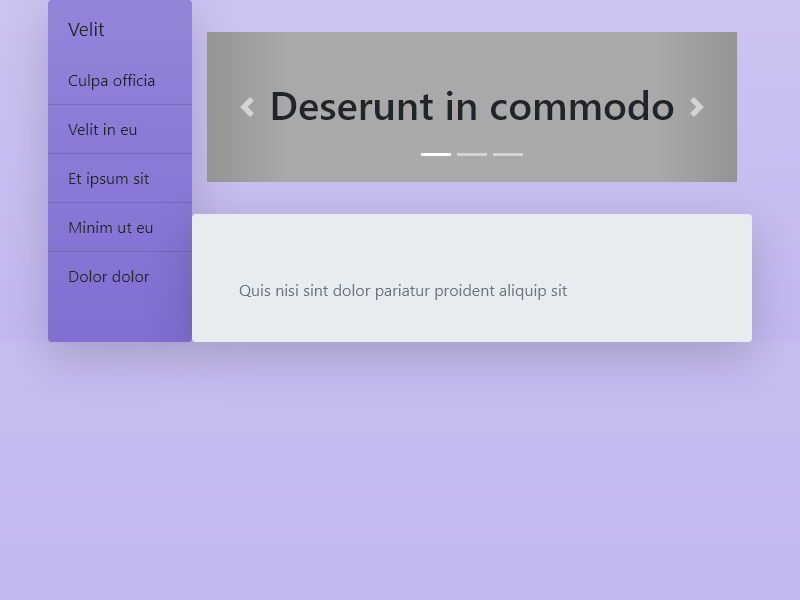 Velit
Culpa officia
Velit in eu
Et ipsum sit
Minim ut eu
Dolor dolor
Deserunt in commodo
Quis nisi sint dolor pariatur proident aliquip sit